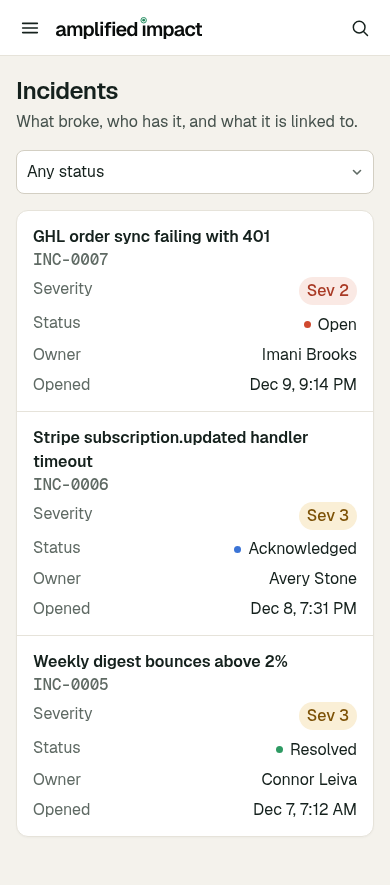 amplified impact
Incidents
What broke, who has it, and what it is linked to.
Any status
GHL order sync failing with 401
INC-0007
Severity Sev 2
Status Open
Owner Imani Brooks
Opened Dec 9, 9:14 PM
Stripe subscription.updated handler
timeout
INC-0006
Severity Sev 3
Status Acknowledged
Owner Avery Stone
Opened Dec 8, 7:31 PM
Weekly digest bounces above 2%
INC-0005
Severity Sev 3
Status Resolved
Owner Connor Leiva
Opened Dec 7, 7:12 AM